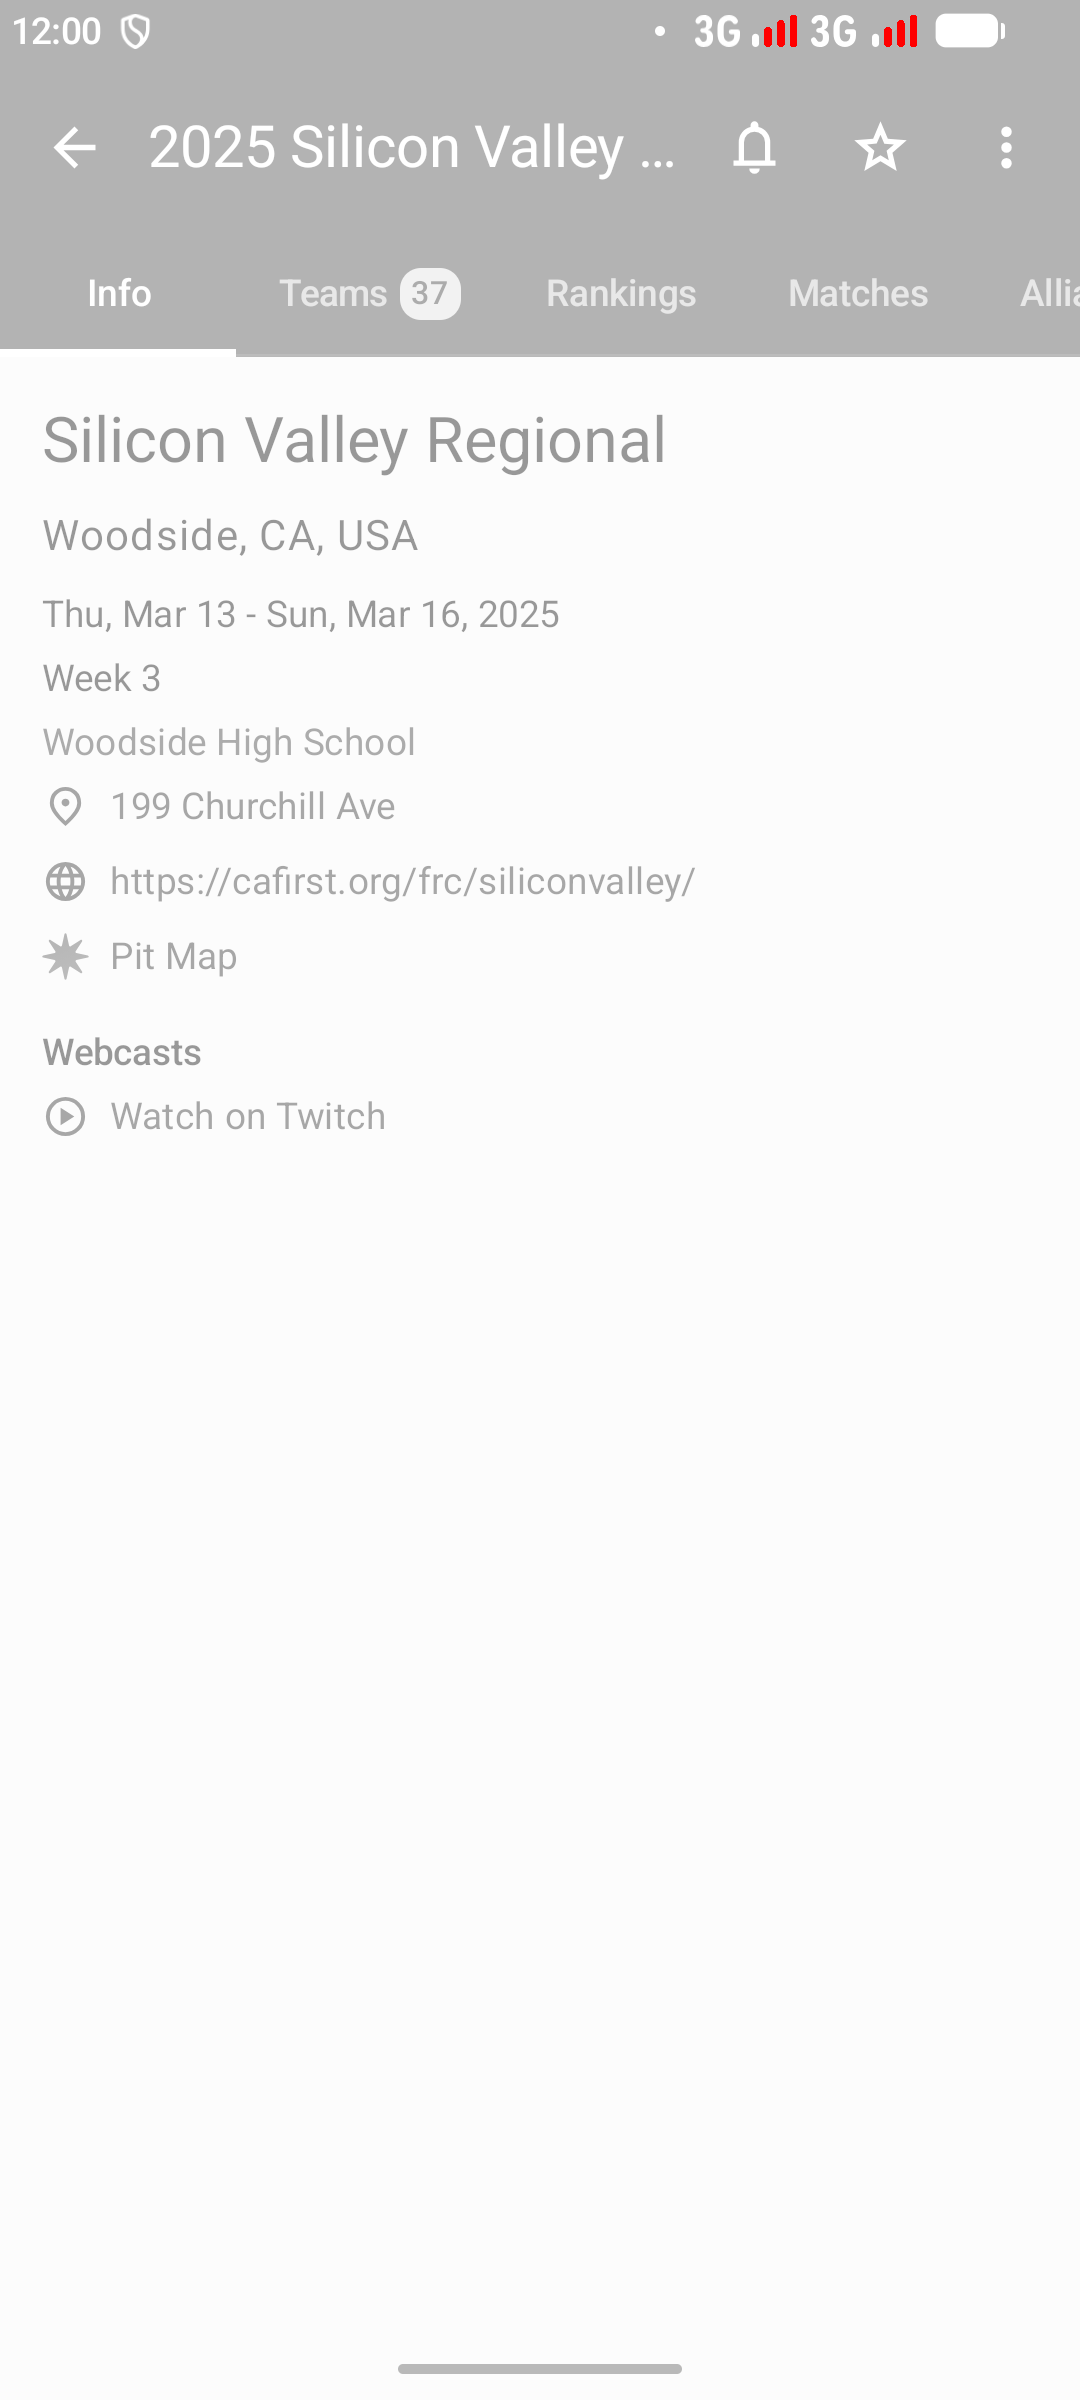 12:00
3G 3G
2025 Silicon Valley ...
Info Teams 37 Rankings Matches Allia
Silicon Valley Regional
Woodside, CA, USA
Thu, Mar 13 - Sun, Mar 16, 2025
Week 3
Woodside High School
199 Churchill Ave
https://cafirst.org/frc/siliconvalley/
Pit Map
Webcasts
Watch on Twitch